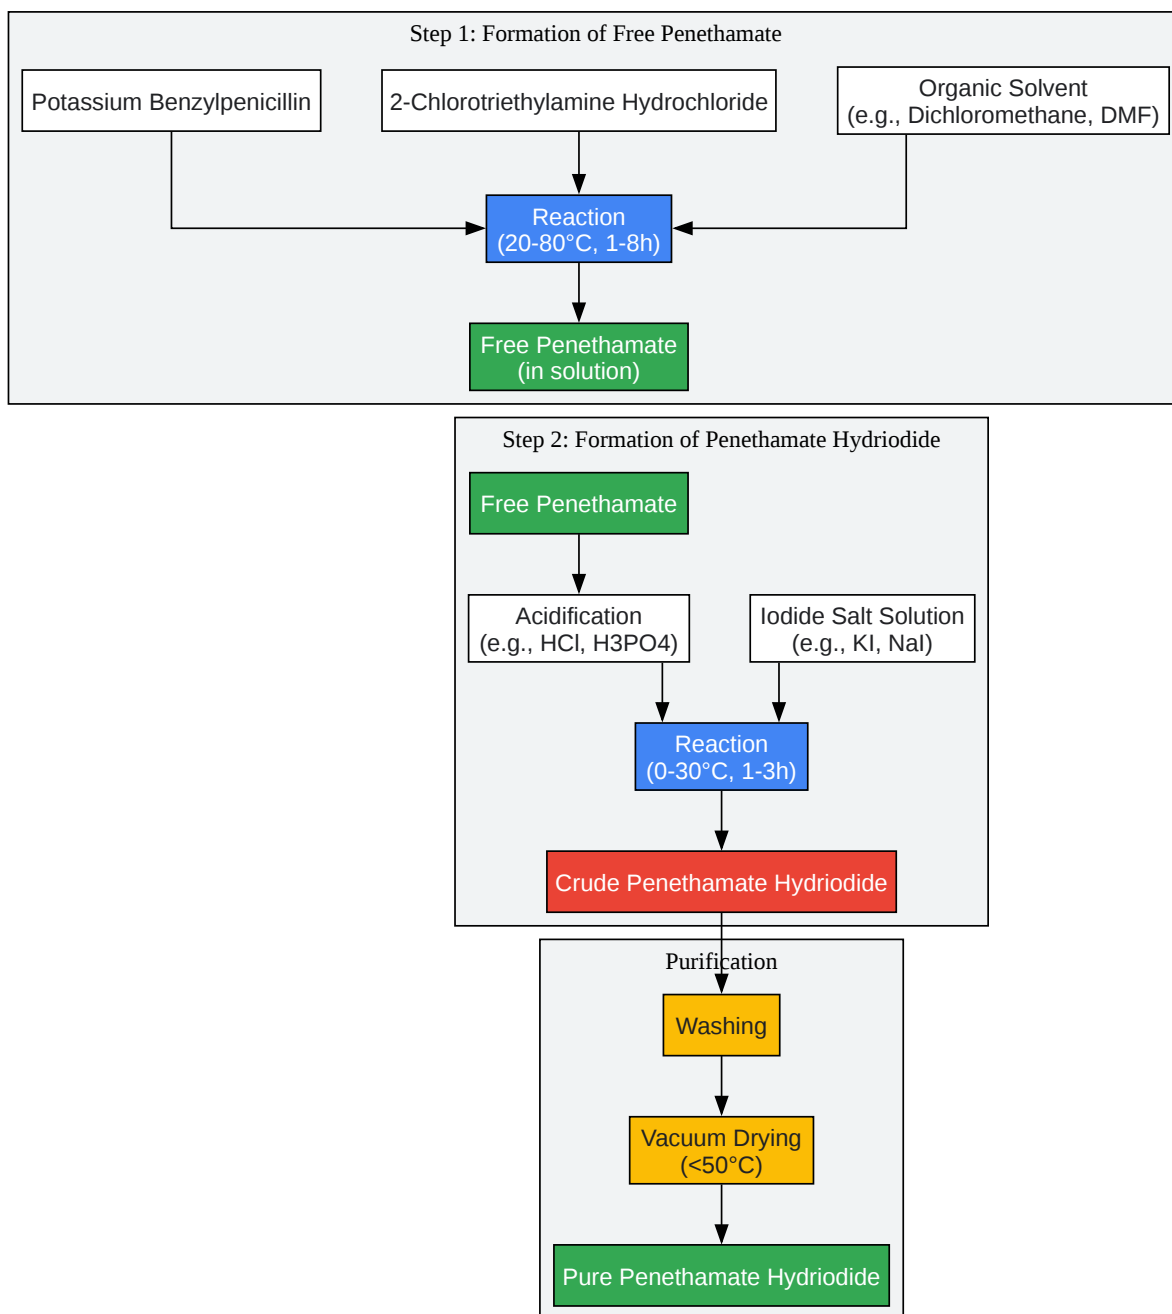 Step 1: Formation of Free Penethamate
Potassium Benzylpenicillin
2-Chlorotriethylamine Hydrochloride
Organic Solvent
(e.g., Dichloromethane, DMF)
Reaction
(20-80°C, 1-8h)
Free Penethamate
(in solution)
Step 2: Formation of Penethamate Hydriodide
Free Penethamate
Acidification
(e.g., HCl, H3PO4)
Iodide Salt Solution
(e.g., KI, NaI)
Reaction
(0-30°C, 1-3h)
Crude Penethamate Hydriodide
Purification
Washing
Vacuum Drying
(<50°C)
Pure Penethamate Hydriodide